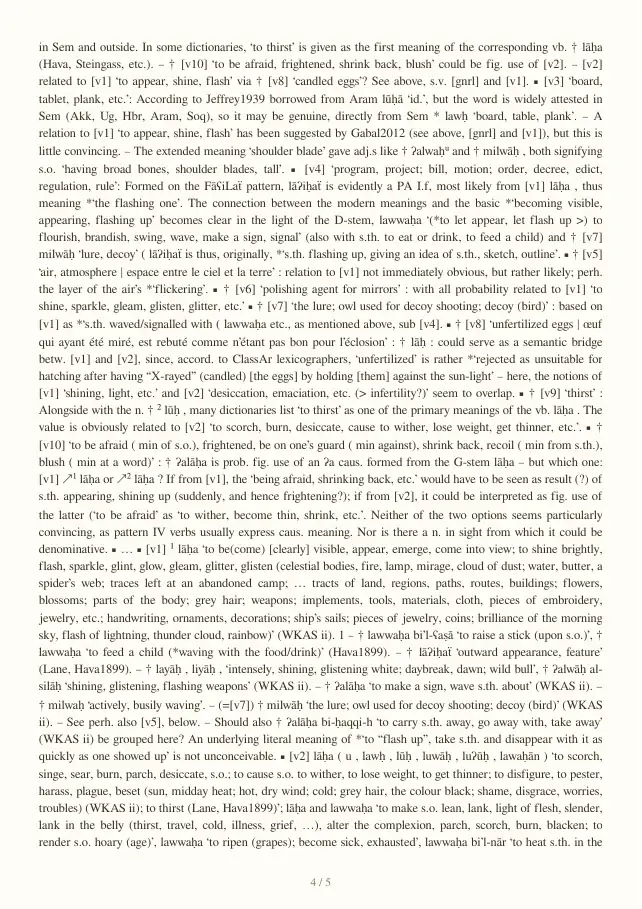 in Sem and outside. In some dictionaries, ‘to thirst’ is given as the first meaning of the corresponding vb. † lāḥa
(Hava, Steingass, etc.). – † [v10] ‘to be afraid, frightened, shrink back, blush’ could be fig. use of [v2]. – [v2]
related to [v1] ‘to appear, shine, flash’ via † [v8] ‘candled eggs’? See above, s.v. [gnrl] and [v1]. ▪ [v3] ‘board,
tablet, plank, etc.’: According to Jeffrey1939 borrowed from Aram lūḥā ‘id.’, but the word is widely attested in
Sem (Akk, Ug, Hbr, Aram, Soq), so it may be genuine, directly from Sem * lawḥ ‘board, table, plank’. – A
relation to [v1] ‘to appear, shine, flash’ has been suggested by Gabal2012 (see above, [gnrl] and [v1]), but this is
little convincing. – The extended meaning ‘shoulder blade’ gave adj.s like † ʔalwaḥᵘ and † milwāḥ , both signifying
s.o. ‘having broad bones, shoulder blades, tall’. ▪ [v4] ‘program, project; bill, motion; order, decree, edict,
regulation, rule’: Formed on the FāʕiLaẗ pattern, lāʔiḥaẗ is evidently a PA I.f, most likely from [v1] lāḥa , thus
meaning *‘the flashing one’. The connection between the modern meanings and the basic *‘becoming visible,
appearing, flashing up’ becomes clear in the light of the D-stem, lawwaḥa ‘(*to let appear, let flash up >) to
flourish, brandish, swing, wave, make a sign, signal’ (also with s.th. to eat or drink, to feed a child) and † [v7]
milwāḥ ‘lure, decoy’ ( lāʔiḥaẗ is thus, originally, *‘s.th. flashing up, giving an idea of s.th., sketch, outline’. ▪ † [v5]
‘air, atmosphere | espace entre le ciel et la terre’ : relation to [v1] not immediately obvious, but rather likely; perh.
the layer of the air’s *‘flickering’. ▪ † [v6] ‘polishing agent for mirrors’ : with all probability related to [v1] ‘to
shine, sparkle, gleam, glisten, glitter, etc.’ ▪ † [v7] ‘the lure; owl used for decoy shooting; decoy (bird)’ : based on
[v1] as *‘s.th. waved/signalled with ( lawwaḥa etc., as mentioned above, sub [v4]. ▪ † [v8] ‘unfertilized eggs | œuf
qui ayant été miré, est rebuté comme n’étant pas bon pour l’éclosion’ : † lāḥ : could serve as a semantic bridge
betw. [v1] and [v2], since, accord. to ClassAr lexicographers, ‘unfertilized’ is rather *‘rejected as unsuitable for
hatching after having “X-rayed” (candled) [the eggs] by holding [them] against the sun-light’ – here, the notions of
[v1] ‘shining, light, etc.’ and [v2] ‘desiccation, emaciation, etc. (> infertility?)’ seem to overlap. ▪ † [v9] ‘thirst’ :
Alongside with the n. † ² lūḥ , many dictionaries list ‘to thirst’ as one of the primary meanings of the vb. lāḥa . The
value is obviously related to [v2] ‘to scorch, burn, desiccate, cause to wither, lose weight, get thinner, etc.’. ▪ †
[v10] ‘to be afraid ( min of s.o.), frightened, be on one’s guard ( min against), shrink back, recoil ( min from s.th.),
blush ( min at a word)’ : † ʔalāḥa is prob. fig. use of an ʔa caus. formed from the G-stem lāḥa – but which one:
[v1] ↗¹ lāḥa or ↗² lāḥa ? If from [v1], the ‘being afraid, shrinking back, etc.’ would have to be seen as result (?) of
s.th. appearing, shining up (suddenly, and hence frightening?); if from [v2], it could be interpreted as fig. use of
the latter (‘to be afraid’ as ‘to wither, become thin, shrink, etc.’. Neither of the two options seems particularly
convincing, as pattern IV verbs usually express caus. meaning. Nor is there a n. in sight from which it could be
denominative. ▪ … ▪ [v1] ¹ lāḥa ‘to be(come) [clearly] visible, appear, emerge, come into view; to shine brightly,
flash, sparkle, glint, glow, gleam, glitter, glisten (celestial bodies, fire, lamp, mirage, cloud of dust; water, butter, a
spider’s web; traces left at an abandoned camp; … tracts of land, regions, paths, routes, buildings; flowers,
blossoms; parts of the body; grey hair; weapons; implements, tools, materials, cloth, pieces of embroidery,
jewelry, etc.; handwriting, ornaments, decorations; ship’s sails; pieces of jewelry, coins; brilliance of the morning
sky, flash of lightning, thunder cloud, rainbow)’ (WKAS ii). 1 – † lawwaḥa bi’l-ʕaṣā ‘to raise a stick (upon s.o.)’, †
lawwaḥa ‘to feed a child (*waving with the food/drink)’ (Hava1899). – † lāʔiḥaẗ ‘outward appearance, feature’
(Lane, Hava1899). – † layāḥ , liyāḥ , ‘intensely, shining, glistening white; daybreak, dawn; wild bull’, † ʔalwāḥ al-
silāḥ ‘shining, glistening, flashing weapons’ (WKAS ii). – † ʔalāḥa ‘to make a sign, wave s.th. about’ (WKAS ii). –
† milwaḥ ‘actively, busily waving’. – (=[v7]) † milwāḥ ‘the lure; owl used for decoy shooting; decoy (bird)’ (WKAS
ii). – See perh. also [v5], below. – Should also † ʔalāḥa bi-ḥaqqi-h ‘to carry s.th. away, go away with, take away’
(WKAS ii) be grouped here? An underlying literal meaning of *‘to “flash up”, take s.th. and disappear with it as
quickly as one showed up’ is not unconceivable. ▪ [v2] lāḥa ( u , lawḥ , lūḥ , luwāḥ , luʔūḥ , lawaḥān ) ‘to scorch,
singe, sear, burn, parch, desiccate, s.o.; to cause s.o. to wither, to lose weight, to get thinner; to disfigure, to pester,
harass, plague, beset (sun, midday heat; hot, dry wind; cold; grey hair, the colour black; shame, disgrace, worries,
troubles) (WKAS ii); to thirst (Lane, Hava1899)’; lāḥa and lawwaḥa ‘to make s.o. lean, lank, light of flesh, slender,
lank in the belly (thirst, travel, cold, illness, grief, …), alter the complexion, parch, scorch, burn, blacken; to
render s.o. hoary (age)’, lawwaḥa ‘to ripen (grapes); become sick, exhausted’, lawwaḥa bi’l-nār ‘to heat s.th. in the
4 / 5